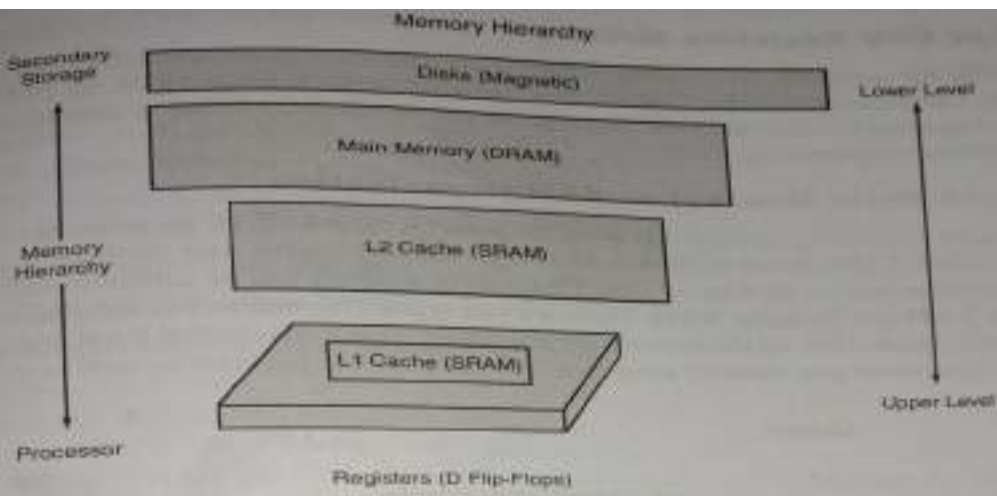 Memory Hierarchy
Secondary
Storage
Disks (Magnetic)
Lower Level
Main Memory (DRAM)
L2 Cache (SRAM)
Memory
Hierarchy
L1 Cache (SRAM)
Upper Level
Processor
Registers (D Flip-Flops)